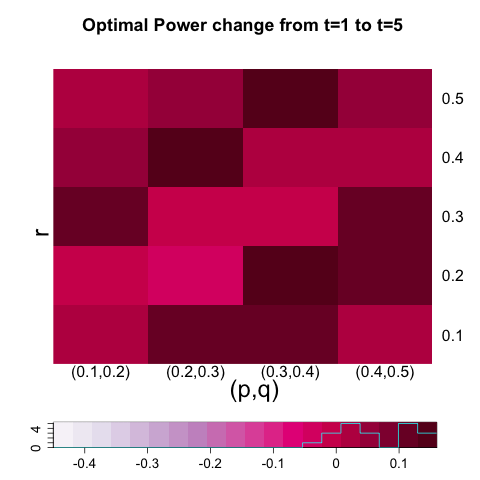 Optimal Power change from t=1 to t=5
0.5
0.4
0.3
r
0.2
0.1
(0.1,0.2) (0.2,0.3) (0.3,0.4) (0.4,0.5)
(p,q)
0 4
-0.4 -0.3 -0.2 -0.1 0 0.1